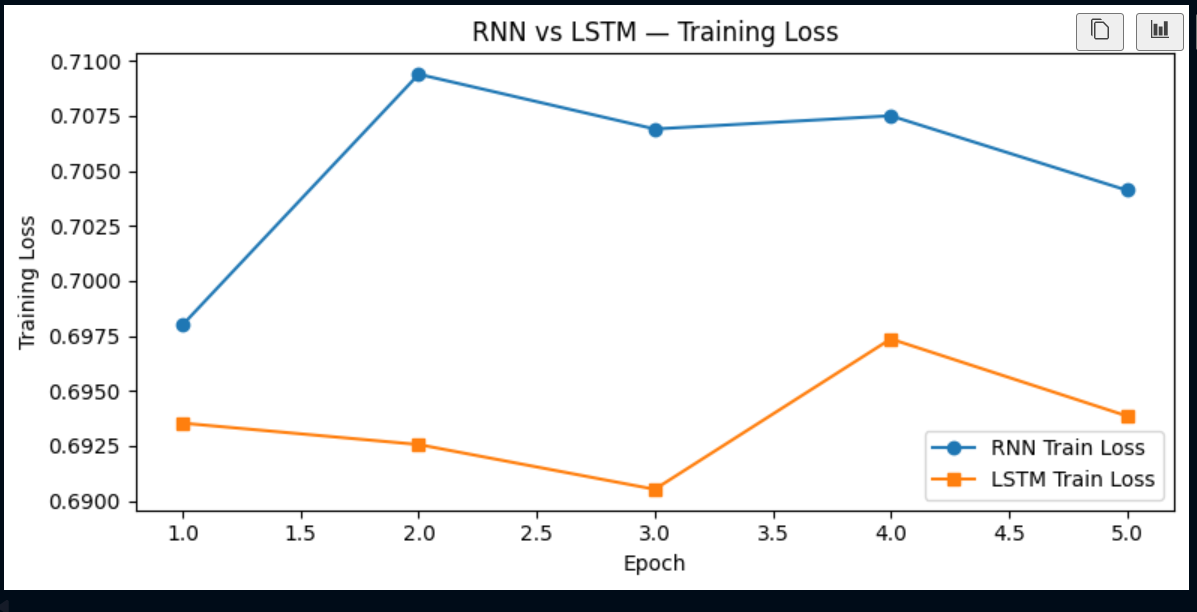 RNN vs LSTM — Training Loss
0.7100
0.7075
0.7050
0.7025
0.7000
0.6975
0.6950
0.6925
0.6900
Training Loss
RNN Train Loss
LSTM Train Loss
1.0 1.5 2.0 2.5 3.0 3.5 4.0 4.5 5.0
Epoch